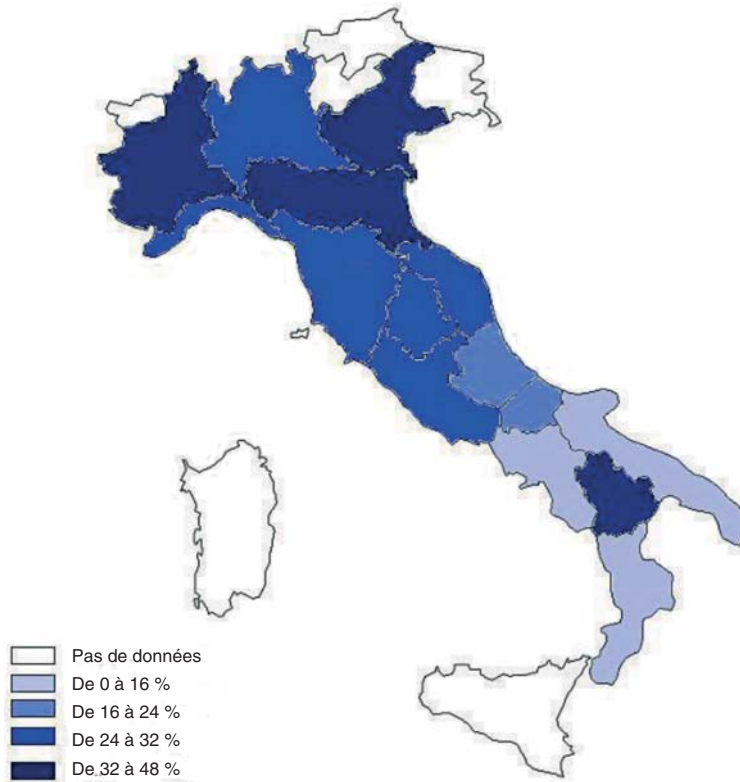 Pas de données
De 0 à 16 %
De 16 à 24 %
De 24 à 32 %
De 32 à 48 %